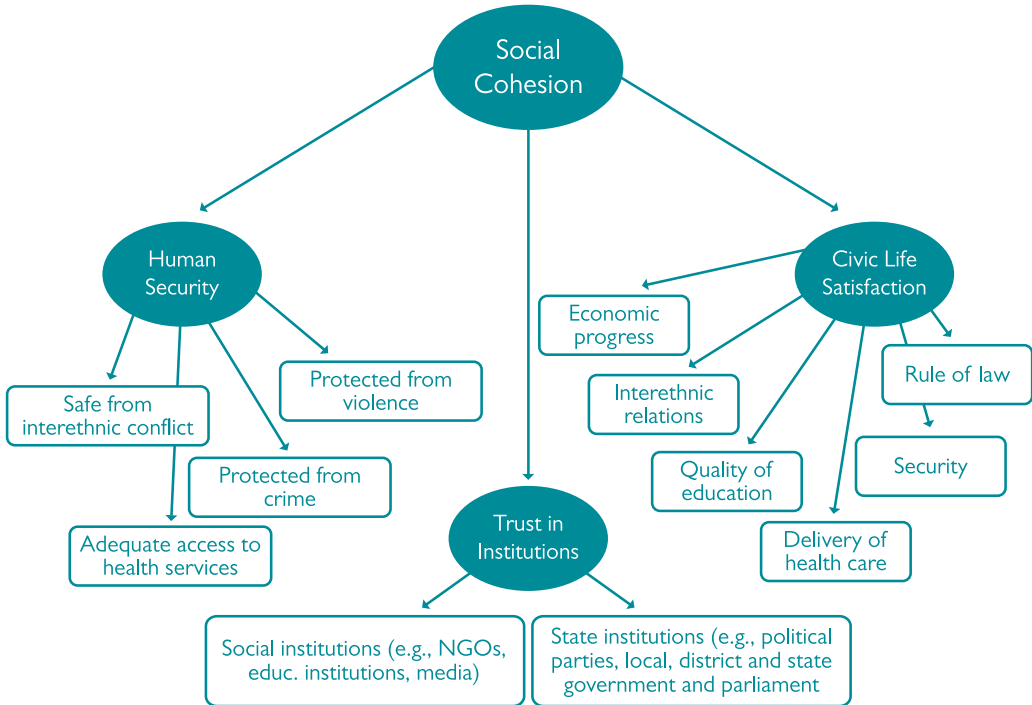 Social
Cohesion
Human
Security
Civic Life
Satisfaction
Economic
progress
Rule of law
Protected from
violence
Interethnic
relations
Safe from
interethnic conflict
Security
Quality of
education
Protected from
crime
Trust in
Institutions
Adequate access to
health services
Delivery of
health care
Social institutions (e.g., NGOs,
educ. institutions, media)
State institutions (e.g., political
parties, local, district and state
government and parliament